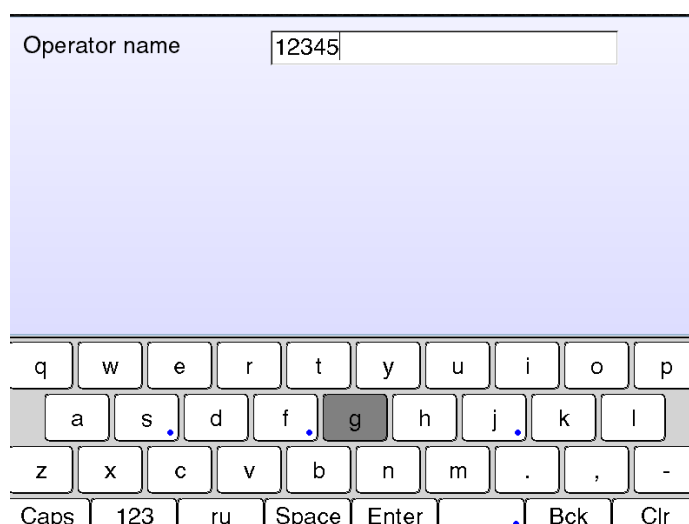 Operator name 12345
q w e r t y u i o p
a s d f g h j k l
z x c v b n m . , -
Caps 123 ru Space Enter Bck Clr